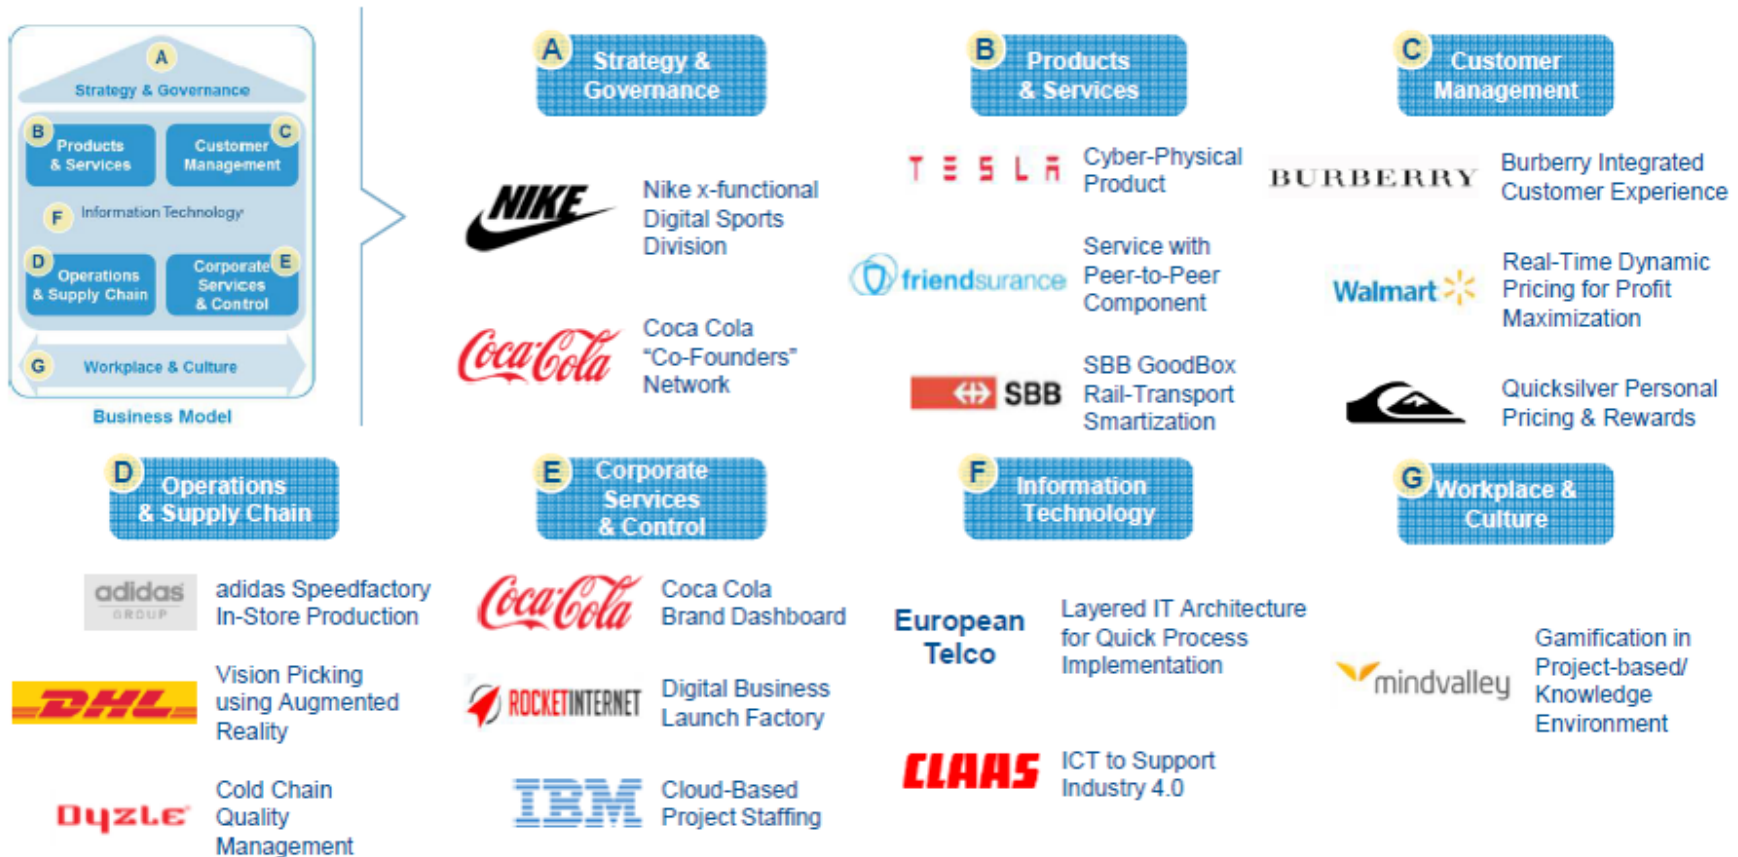 A
Strategy & Governance
B
Products
& Services
C
Customer
Management
F
Information Technology
D
Operations
& Supply Chain
E
Corporate
Services
& Control
G
Workplace & Culture
Business Model
A
Strategy &
Governance
NIKE
Nike x-functional
Digital Sports
Division
Coca-Cola
Coca Cola
“Co-Founders”
Network
B
Products
& Services
TESLA
Cyber-Physical
Product
friendsurance
Service with
Peer-to-Peer
Component
SBB
SBB GoodBox
Rail-Transport
Smartization
C
Customer
Management
BURBERRY
Burberry Integrated
Customer Experience
Walmart
Real-Time Dynamic
Pricing for Profit
Maximization
Quicksilver Personal
Pricing & Rewards
D
Operations
& Supply Chain
adidas
GROUP
adidas Speedfactory
In-Store Production
DHL
Vision Picking
using Augmented
Reality
Dyzle
Cold Chain
Quality
Management
E
Corporate
Services
& Control
Coca-Cola
Coca Cola
Brand Dashboard
ROCKETINTERNET
Digital Business
Launch Factory
IBM
Cloud-Based
Project Staffing
F
Information
Technology
European
Telco
Layered IT Architecture
for Quick Process
Implementation
CLAAS
ICT to Support
Industry 4.0
G
Workplace &
Culture
mindvalley
Gamification in
Project-based/
Knowledge
Environment